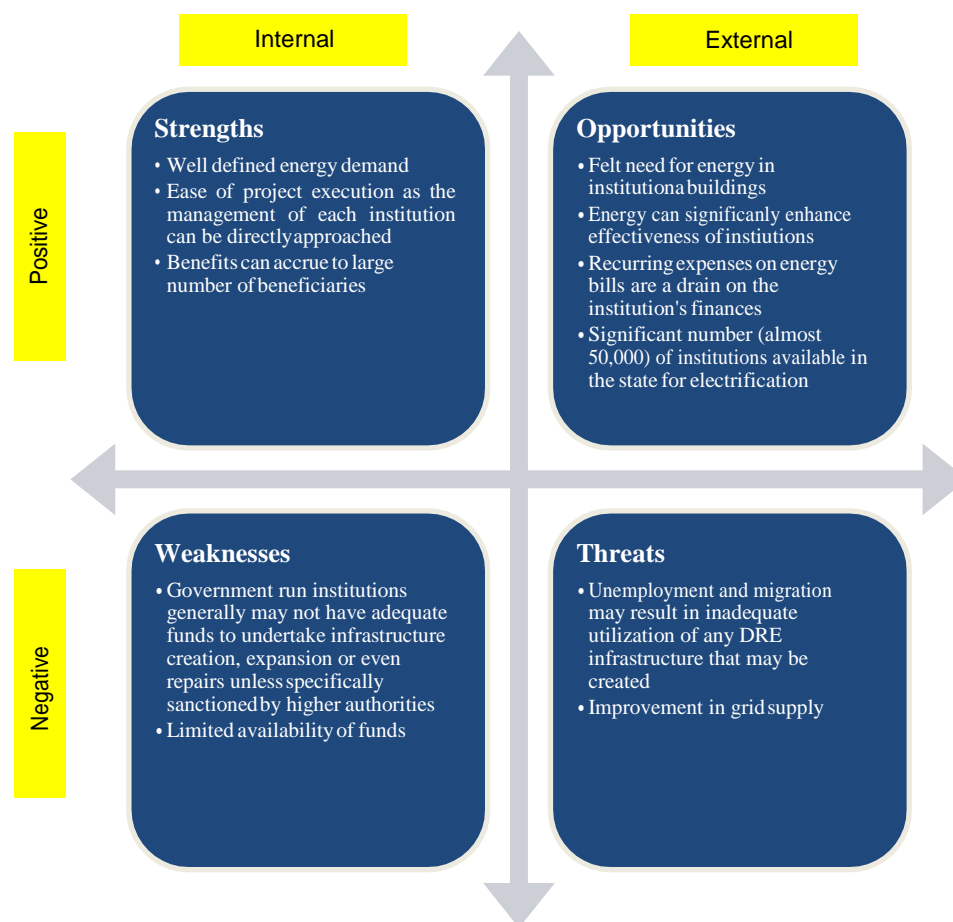 Internal
External
Positive
Strengths
• Well defined energy demand
• Ease of project execution as the
management of each institution
can be directly approached
• Benefits can accrue to large
number of beneficiaries
Opportunities
• Felt need for energy in
institutiona buildings
• Energy can significanly enhance
effectiveness of instiutions
• Recurring expenses on energy
bills are a drain on the
institution's finances
• Significant number (almost
50,000) of institutions available in
the state for electrification
Negative
Weaknesses
• Government run institutions
generally may not have adequate
funds to undertake infrastructure
creation, expansion or even
repairs unless specifically
sanctioned by higher authorities
• Limited availability of funds
Threats
• Unemployment and migration
may result in inadequate
utilization of any DRE
infrastructure that may be
created
• Improvement in grid supply